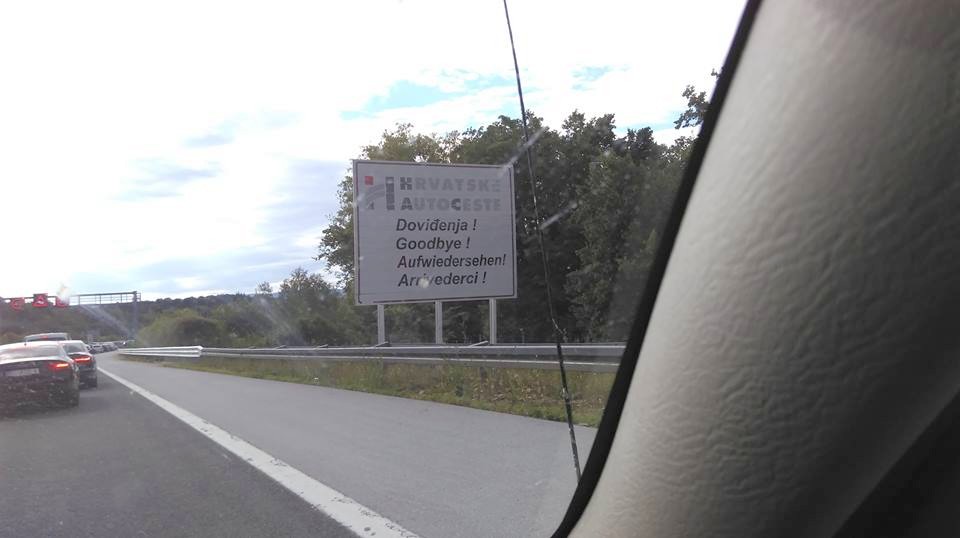 HRVATSKE
AUTOCESTE
Doviđenja !
Goodbye !
Aufwiedersehen!
Arrivederci !